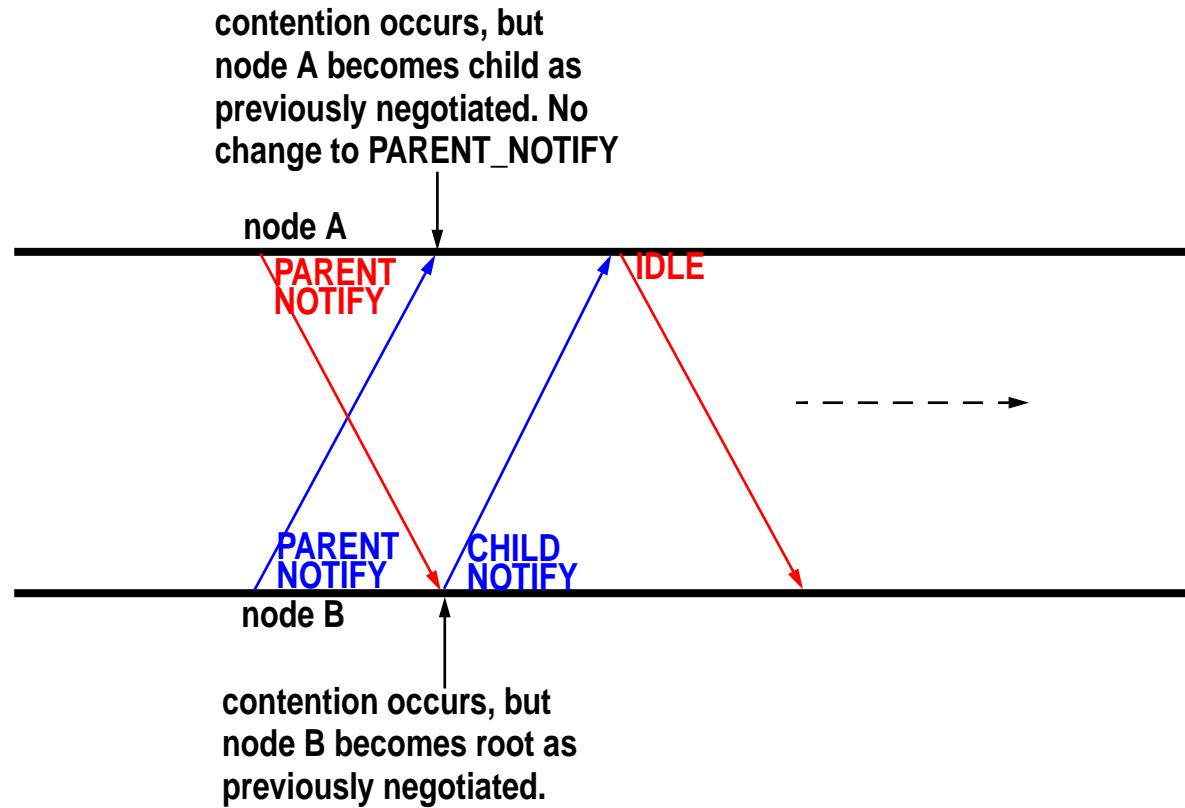 contention occurs, but
node A becomes child as
previously negotiated. No
change to PARENT_NOTIFY
node A
PARENT
NOTIFY
IDLE
PARENT
NOTIFY
CHILD
NOTIFY
node B
contention occurs, but
node B becomes root as
previously negotiated.